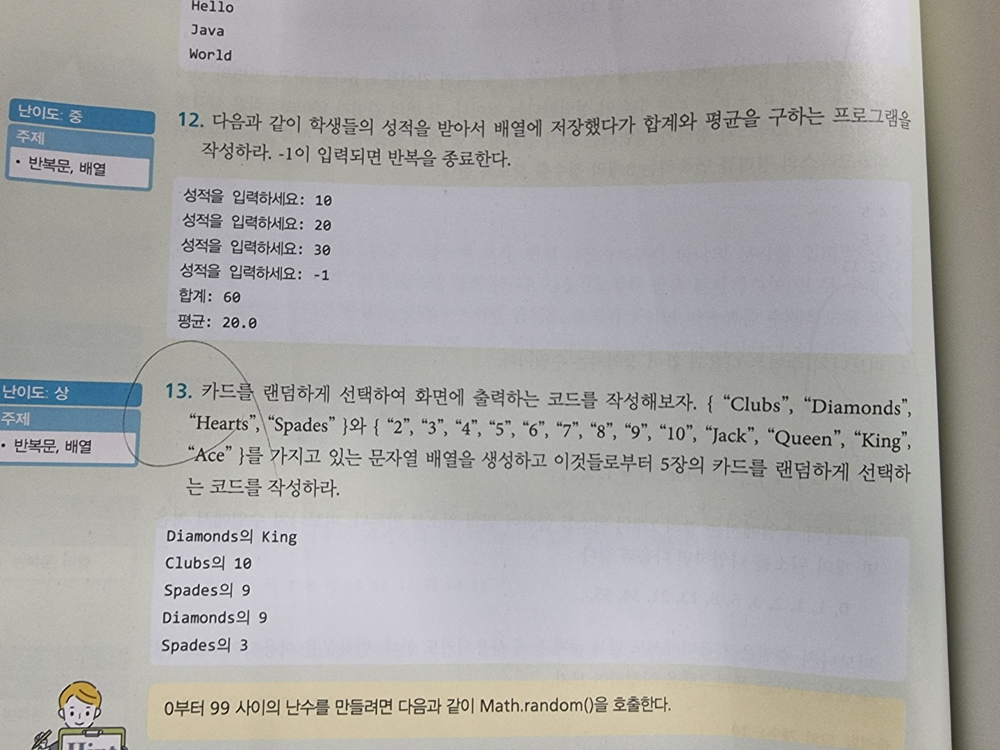 Hello
Java
World
난이도: 중
주제
• 반복문, 배열
12. 다음과 같이 학생들의 성적을 받아서 배열에 저장했다가 합계와 평균을 구하는 프로그램을
작성하라. -1이 입력되면 반복을 종료한다.
성적을 입력하세요: 10
성적을 입력하세요: 20
성적을 입력하세요: 30
성적을 입력하세요: -1
합계: 60
평균: 20.0
난이도: 상
주제
• 반복문, 배열
13. 카드를 랜덤하게 선택하여 화면에 출력하는 코드를 작성해보자. { “Clubs”, “Diamonds”,
“Hearts”, “Spades” }와 { “2”, “3”, “4”, “5”, “6”, “7”, “8”, “9”, “10”, “Jack”, “Queen”, “King”,
“Ace” }를 가지고 있는 문자열 배열을 생성하고 이것들로부터 5장의 카드를 랜덤하게 선택하
는 코드를 작성하라.
Diamonds의 King
Clubs의 10
Spades의 9
Diamonds의 9
Spades의 3
0부터 99 사이의 난수를 만들려면 다음과 같이 Math.random()을 호출한다.
Hint